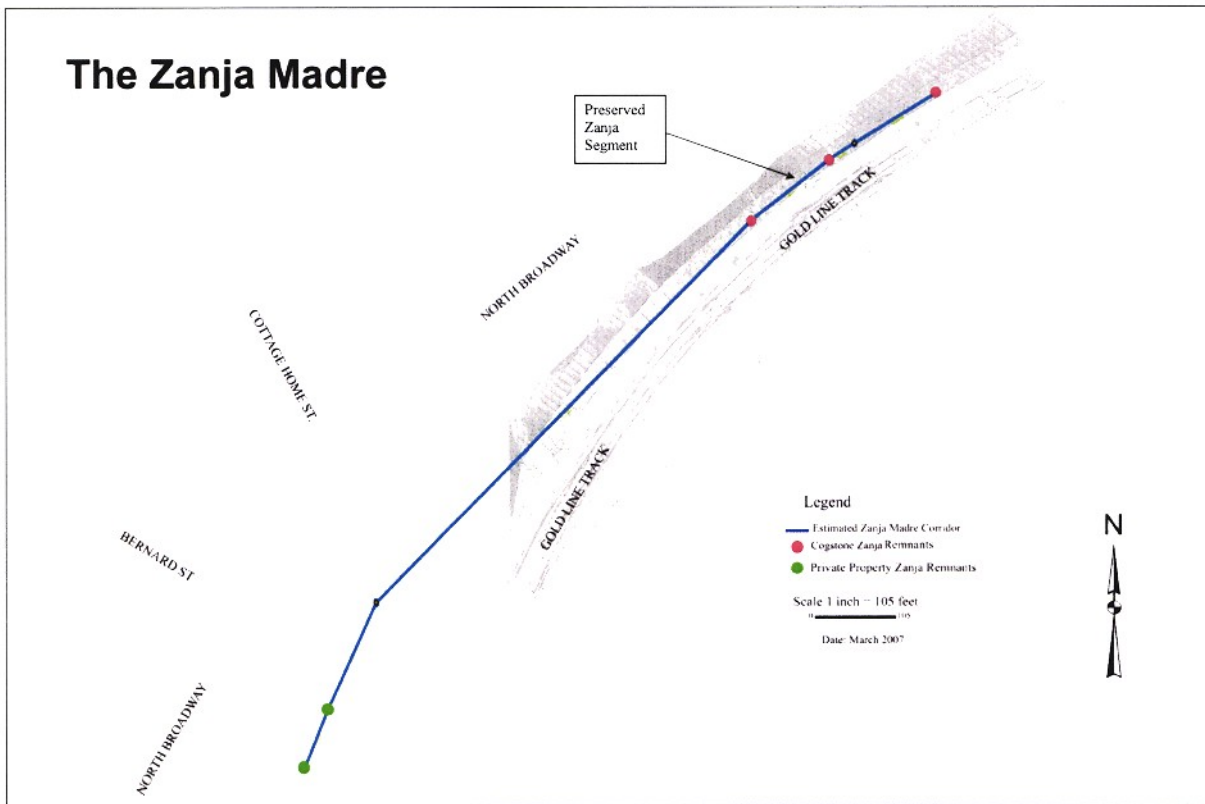 The Zanja Madre
Preserved
Zanja
Segment
GOLD LINE TRACK
NORTH BROADWAY
COTTAGE HOME ST.
GOLD LINE TRACK
BERNARD ST
NORTH BROADWAY
Legend
Estimated Zanja Madre Corridor
Cogstone Zanja Remnants
Private Property Zanja Remnants
Scale 1 inch = 105 feet
0 105
Date: March 2007
N